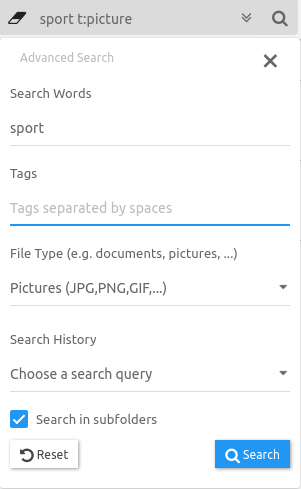 sport t:picture
Advanced Search
Search Words
sport
Tags
Tags separated by spaces
File Type (e.g. documents, pictures, ...)
Pictures (JPG,PNG,GIF,...)
Search History
Choose a search query
Search in subfolders
Reset Search